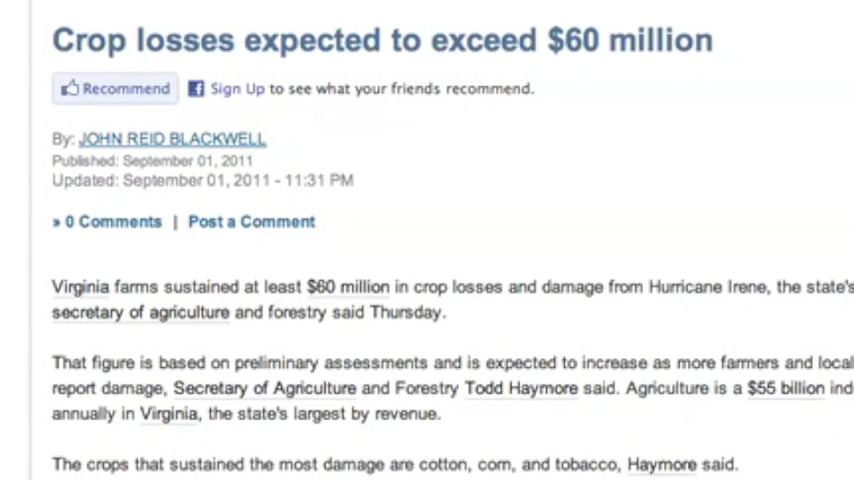 Crop losses expected to exceed $60 million
Recommend Sign Up to see what your friends recommend.
By: JOHN REID BLACKWELL
Published: September 01, 2011
Updated: September 01, 2011 - 11:31 PM
» 0 Comments | Post a Comment
Virginia farms sustained at least $60 million in crop losses and damage from Hurricane Irene, the state's
secretary of agriculture and forestry said Thursday.
That figure is based on preliminary assessments and is expected to increase as more farmers and local
report damage, Secretary of Agriculture and Forestry Todd Haymore said. Agriculture is a $55 billion ind
annually in Virginia, the state's largest by revenue.
The crops that sustained the most damage are cotton, corn, and tobacco, Haymore said.